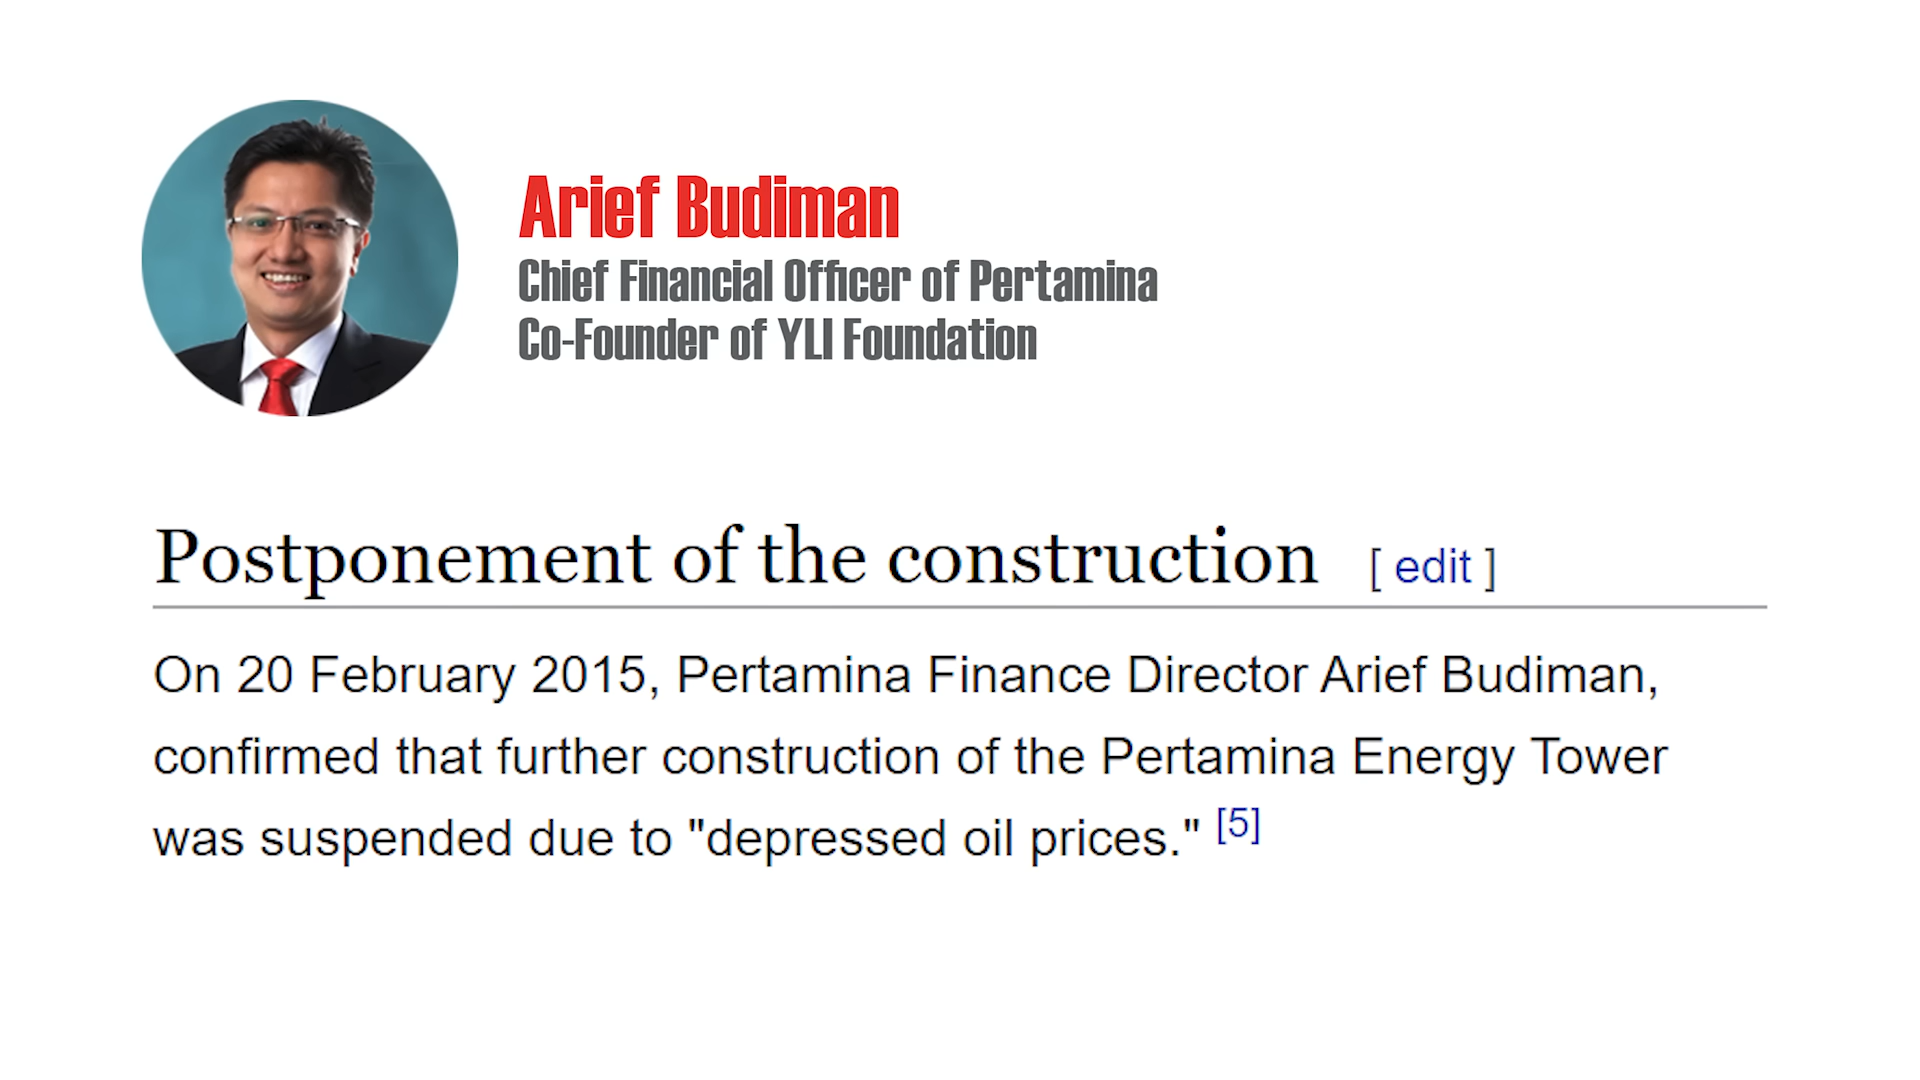 Arief Budiman
Chief Financial Officer of Pertamina
Co-Founder of YLI Foundation
Postponement of the construction [ edit ]
On 20 February 2015, Pertamina Finance Director Arief Budiman,
confirmed that further construction of the Pertamina Energy Tower
was suspended due to "depressed oil prices." [5]